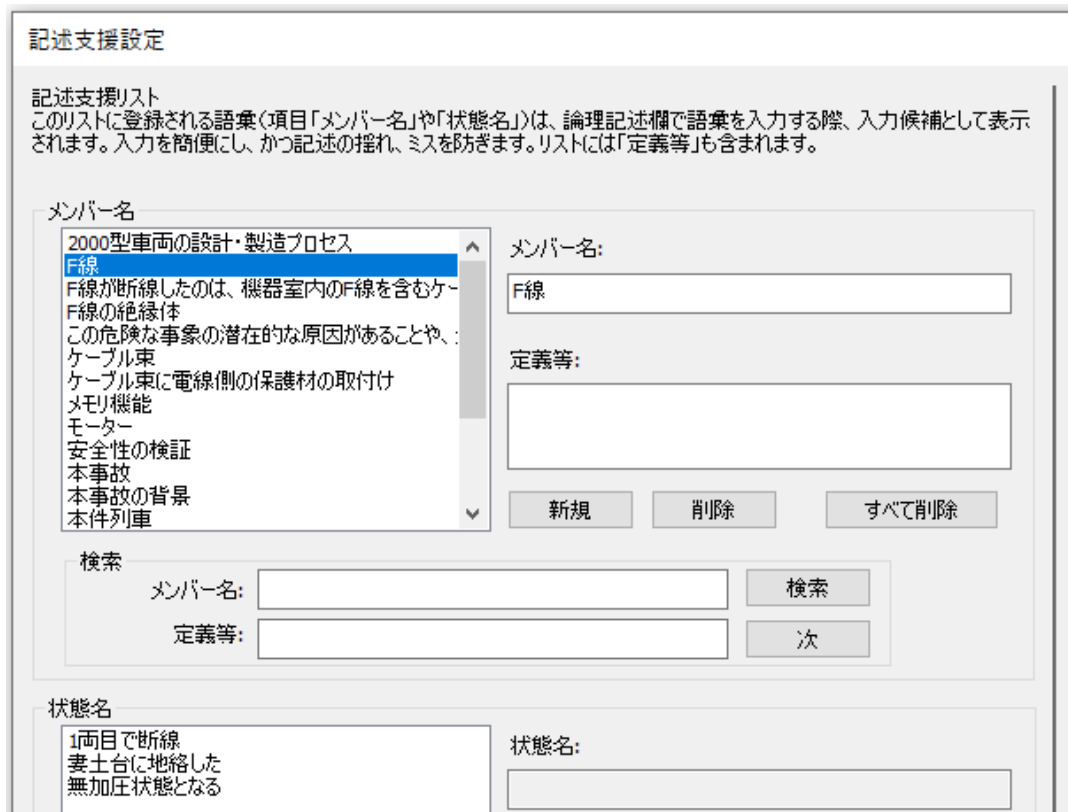 記述支援設定
記述支援リスト
このリストに登録される語彙(項目「メンバー名」や「状態名」)は、論理記述欄で語彙を入力する際、入力候補として表示
されます。入力を簡便にし、かつ記述の揺れ、ミスを防ぎます。リストには「定義等」も含まれます。
メンバー名
2000型車両の設計・製造プロセス
F線
F線が断線したのは、機器室内のF線を含むケー
F線の絶縁体
この危険な事象の潜在的な原因があることや、
ケーブル束
ケーブル束に電線側の保護材の取付け
メモリ機能
モーター
安全性の検証
本事故
本事故の背景
本件列車
メンバー名:
F線
定義等:
新規
削除
すべて削除
検索
メンバー名:
検索
定義等:
次
状態名
1両目で断線
妻土台に地絡した
無加圧状態となる
状態名: